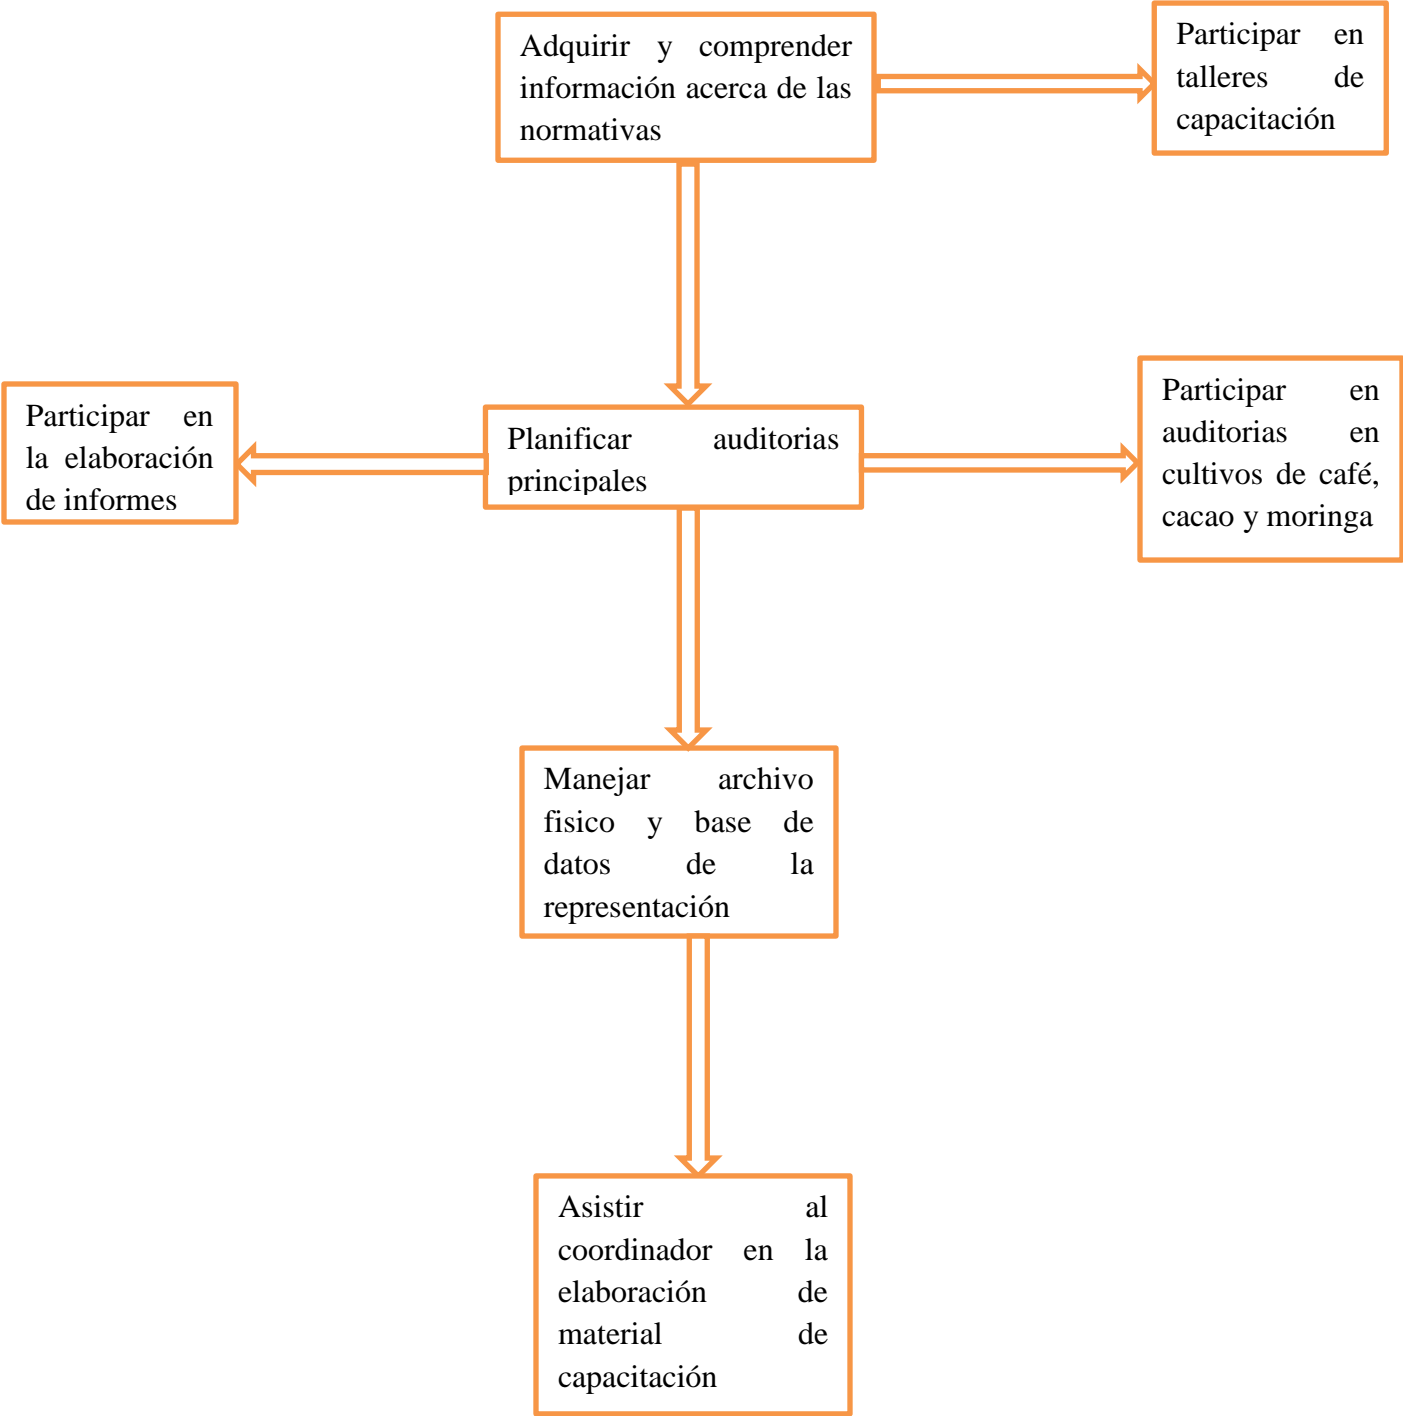 Adquirir y comprender
información acerca de las
normativas
Participar en
talleres de
capacitación
Participar en
la elaboración
de informes
Planificar auditorias
principales
Participar en
auditorias en
cultivos de café,
cacao y moringa
Manejar archivo
fisico y base de
datos de la
representación
Asistir al
coordinador en la
elaboración de
material de
capacitación